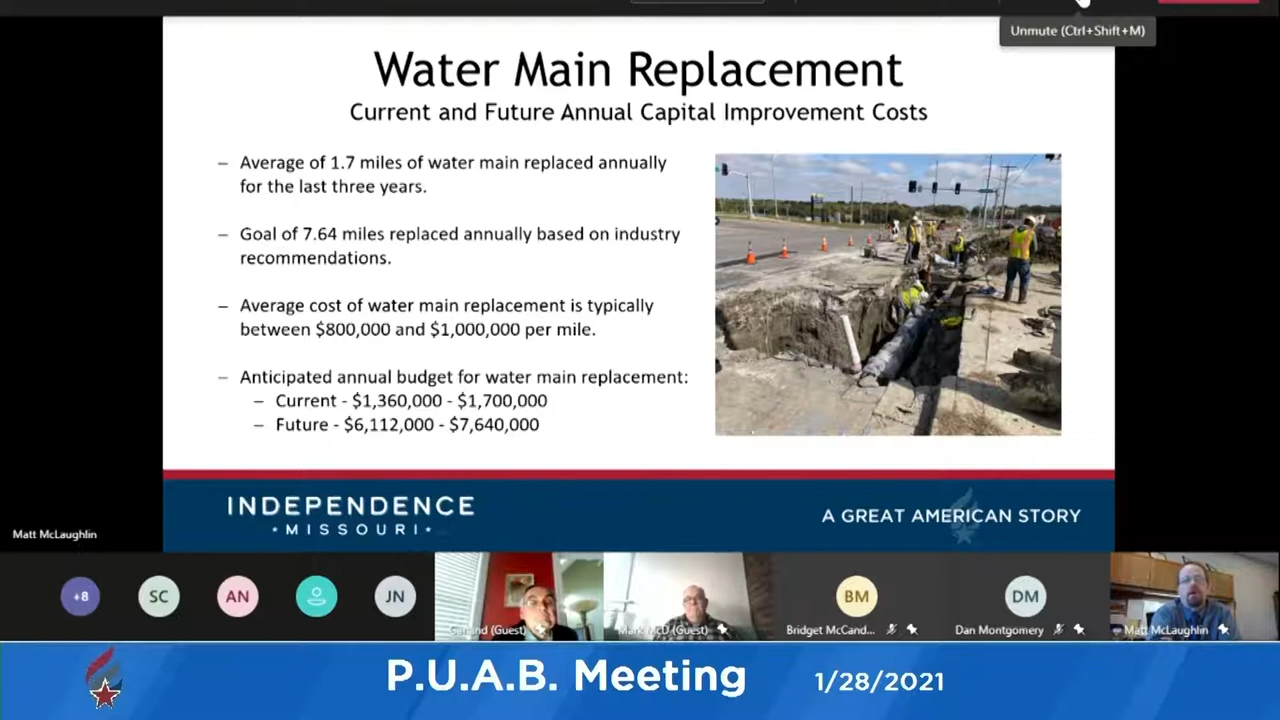 Unmute (Ctrl+Shift+M)
Water Main Replacement
Current and Future Annual Capital Improvement Costs
– Average of 1.7 miles of water main replaced annually
for the last three years.
– Goal of 7.64 miles replaced annually based on industry
recommendations.
– Average cost of water main replacement is typically
between $800,000 and $1,000,000 per mile.
– Anticipated annual budget for water main replacement:
– Current - $1,360,000 - $1,700,000
– Future - $6,112,000 - $7,640,000
INDEPENDENCE
MISSOURI
A GREAT AMERICAN STORY
Matt McLaughlin
+8
SC
AN
JN
BM
DM
(Guest)
(Guest)
Bridget McCand...
Dan Montgomery
Matt McLaughlin
P.U.A.B. Meeting
1/28/2021